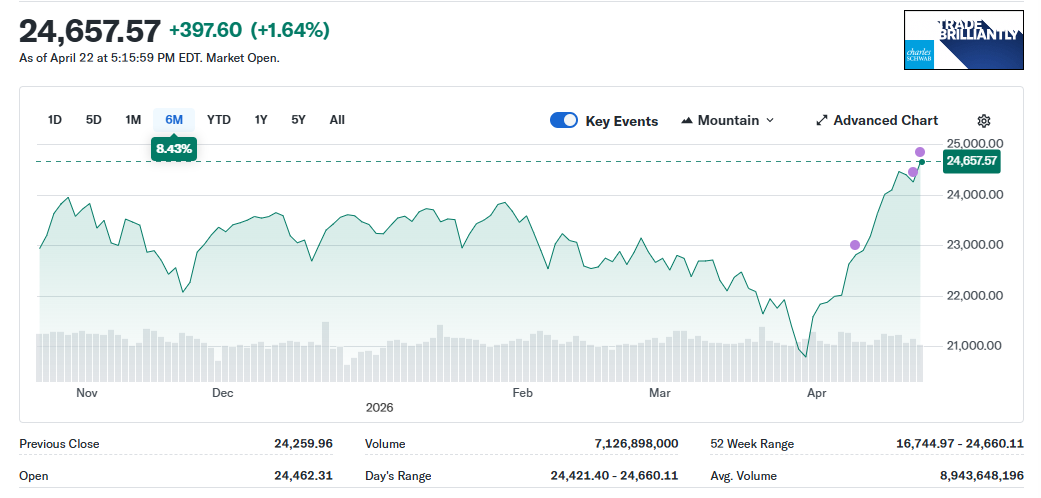 24,657.57 +397.60 (+1.64%)
As of April 22 at 5:15:59 PM EDT. Market Open.
TRADE
BRILLIANTLY
charles
SCHWAB
1D 5D 1M 6M YTD 1Y 5Y All Key Events Mountain Advanced Chart
8.43%
25,000.00
24,657.57
24,000.00
23,000.00
22,000.00
21,000.00
Nov Dec Feb Mar Apr
2026
Previous Close 24,259.96 Volume 7,126,898,000 52 Week Range 16,744.97 - 24,660.11
Open 24,462.31 Day's Range 24,421.40 - 24,660.11 Avg. Volume 8,943,648,196